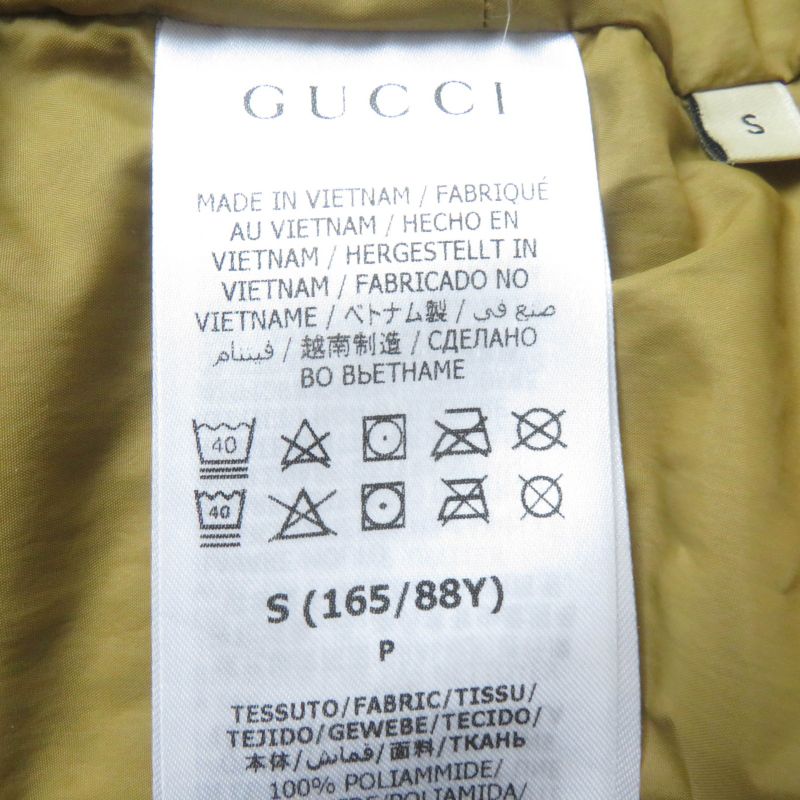 GUCCI
S
MADE IN VIETNAM / FABRIQUÉ
AU VIETNAM / HECHO EN
VIETNAM / HERGESTELLT IN
VIETNAM / FABRICADO NO
VIETNAME / ベトナム製 / صنع في
فيتنام / 越南制造 / СДЕЛАНО
ВО ВЬЕТНАМЕ
40
40
S (165/88Y)
P
TESSUTO/FABRIC/TISSU/
TEJIDO/GEWEBE/TECIDO/
本体/قماش/面料/ТКАНЬ
100% POLIAMMIDE/
POLIAMIDA/